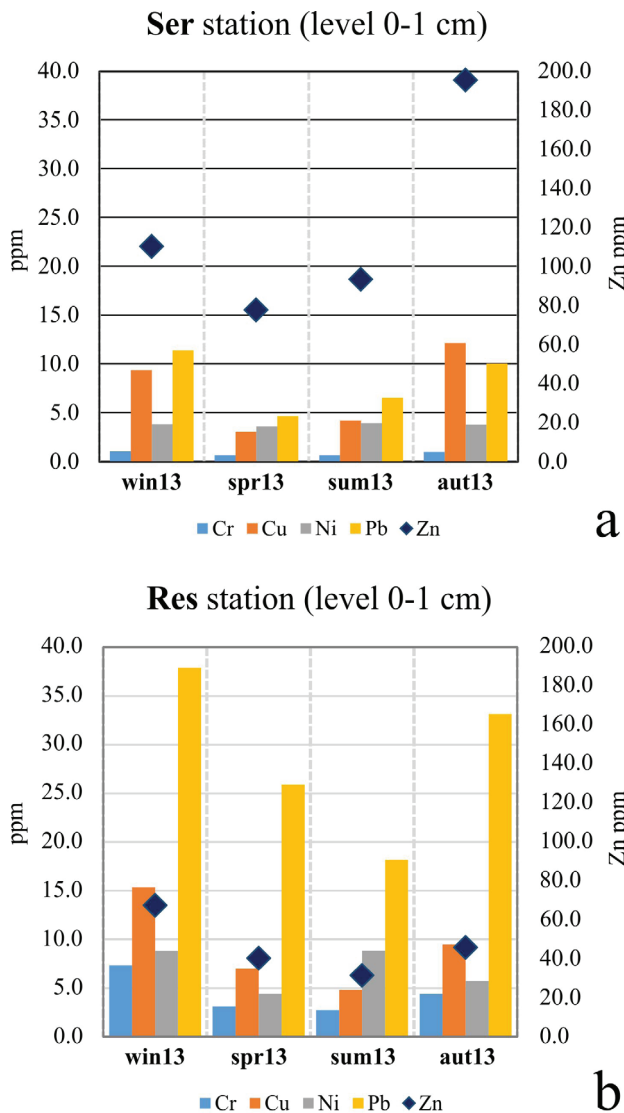 Ser station (level 0-1 cm)
40.0 200.0
35.0 180.0
30.0 160.0
25.0 140.0
20.0 120.0
15.0 100.0
10.0 80.0
5.0 60.0
0.0 40.0
20.0
0.0
ppm
Zn ppm
win13 spr13 sum13 aut13
Cr Cu Ni Pb Zn
a
Res station (level 0-1 cm)
40.0 200.0
35.0 180.0
30.0 160.0
25.0 140.0
20.0 120.0
15.0 100.0
10.0 80.0
5.0 60.0
0.0 40.0
20.0
0.0
ppm
Zn ppm
win13 spr13 sum13 aut13
Cr Cu Ni Pb Zn
b